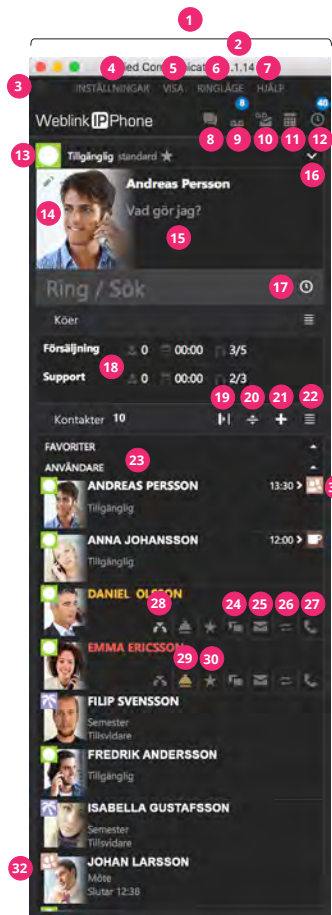 1
2
4 5 6 7
3
INSTÄLLNINGAR VISA RINGLÄGE HJÄLP
8 40
Weblink IP Phone
8 9 10 11 12
13 Tillgänglig standard
16
Andreas Persson
14 Vad gör jag?
15
Ring / Sök 17
Köer
Försäljning 0 00:00 3/5
18
Support 0 00:00 2/3
19 20 21 22
Kontakter 10
FAVORITER
23
ANVÄNDARE
ANDREAS PERSSON 13:30 >
Tillgänglig
ANNA JOHANSSON 12:00 >
Tillgänglig
DANIEL OLSSON
28 24 25 26 27
EMMA ERICSSON
29 30
FILIP SVENSSON
Semester
Tillsvidare
FREDRIK ANDERSSON
Tillgänglig
ISABELLA GUSTAFSSON
Semester
Tillsvidare
32 JOHAN LARSSON
Möte
Slutar 12:38